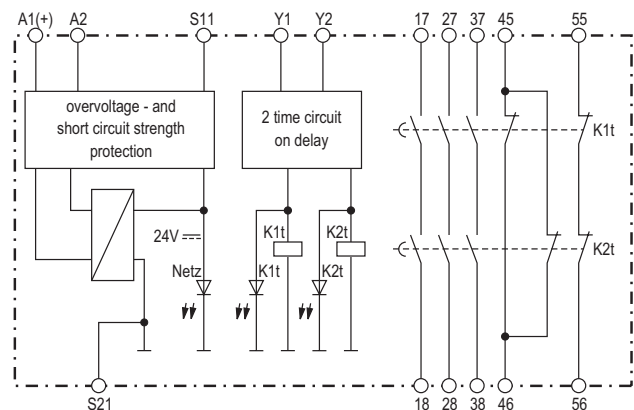 A1(+) A2 S11 Y1 Y2 17 27 37 45 55
overvoltage - and
short circuit strength
protection
2 time circuit
on delay
K1t
24V
K1t K2t
K2t
Netz K1t K2t
S21 18 28 38 46 56